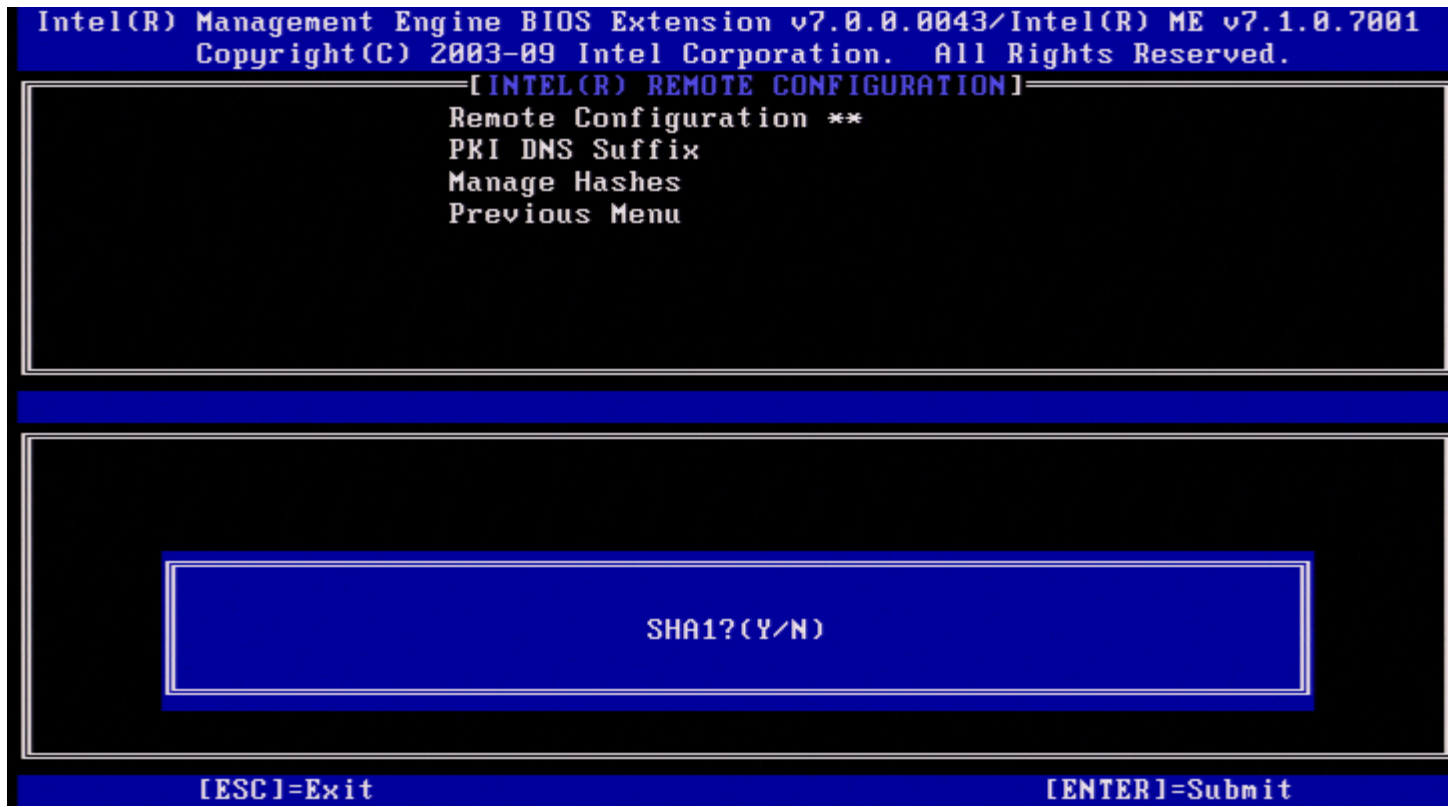 Intel(R) Management Engine BIOS Extension v7.0.0.0043/Intel(R) ME v7.1.0.7001
Copyright(C) 2003-09 Intel Corporation. All Rights Reserved.
[INTEL(R) REMOTE CONFIGURATION]
Remote Configuration **
PKI DNS Suffix
Manage Hashes
Previous Menu
SHA1?(Y/N)
[ESC]=Exit [ENTER]=Submit